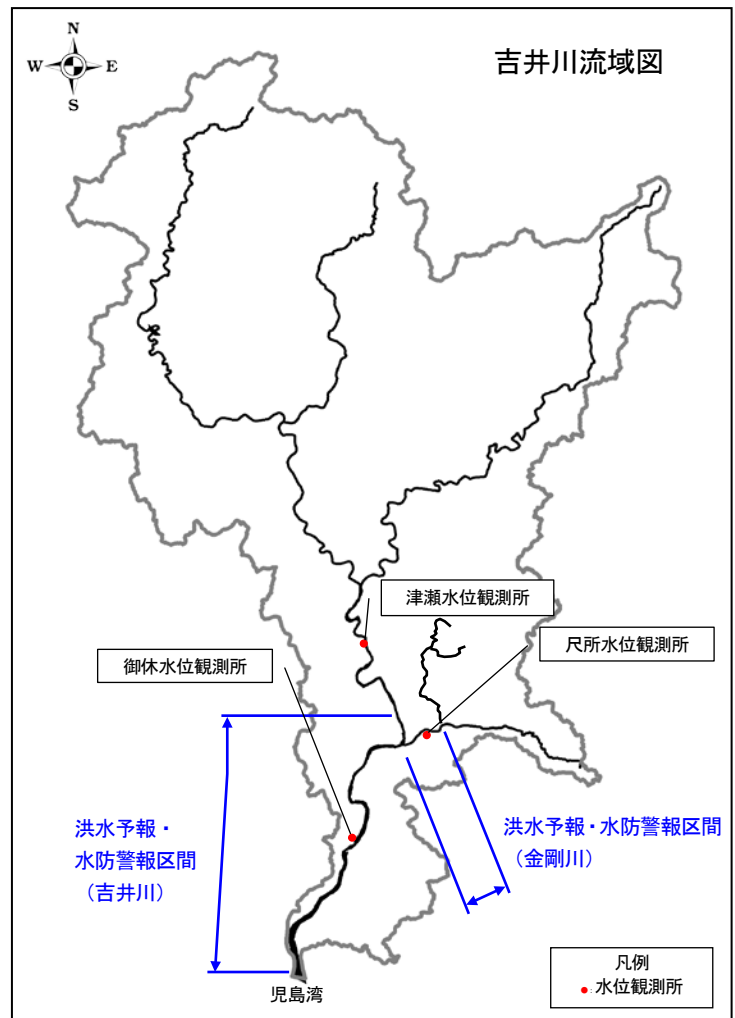 N
W E
S
吉井川流域図
津瀬水位観測所
尺所水位観測所
御休水位観測所
洪水予報・
水防警報区間
（吉井川）
洪水予報・水防警報区間
（金剛川）
児島湾
凡例
：水位観測所